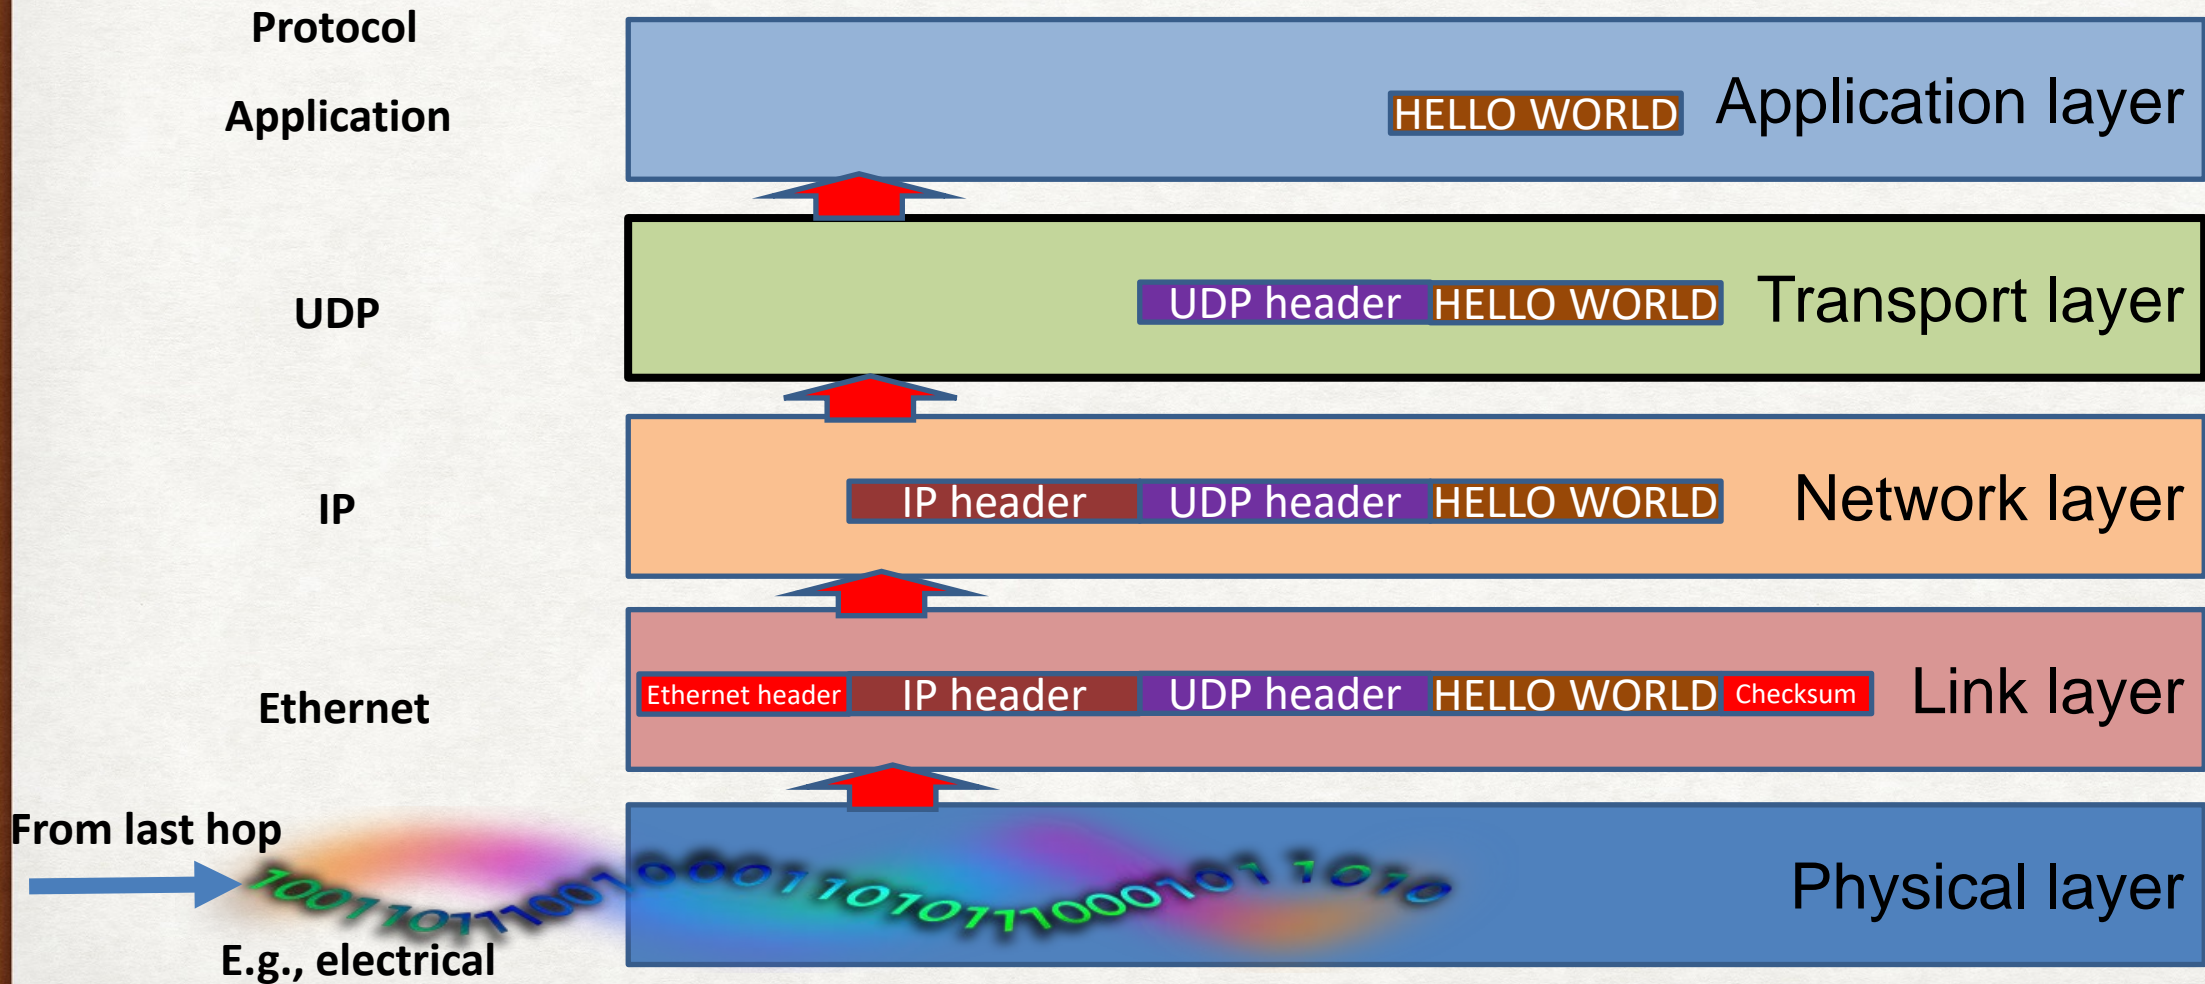 Protocol
Application
HELLO WORLD
Application layer
UDP
UDP header HELLO WORLD
Transport layer
IP
IP header UDP header HELLO WORLD
Network layer
Ethernet
Ethernet header IP header UDP header HELLO WORLD Checksum
Link layer
From last hop
1001101110010000110101110001011010
Physical layer
E.g., electrical